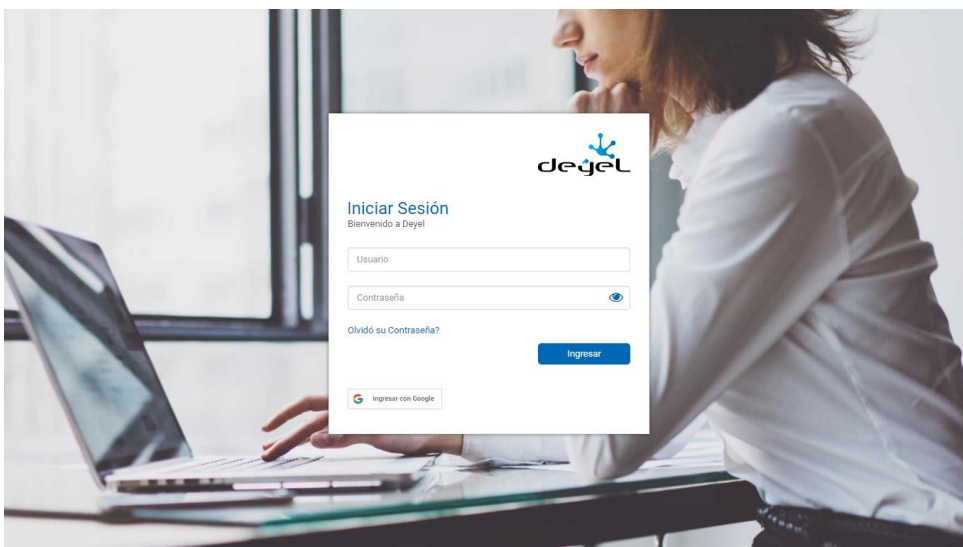 deyel
Iniciar Sesión
Bienvenido a Deyel
Usuario
Contraseña
Olvidó su Contraseña?
Ingresar
G Ingresar con Google